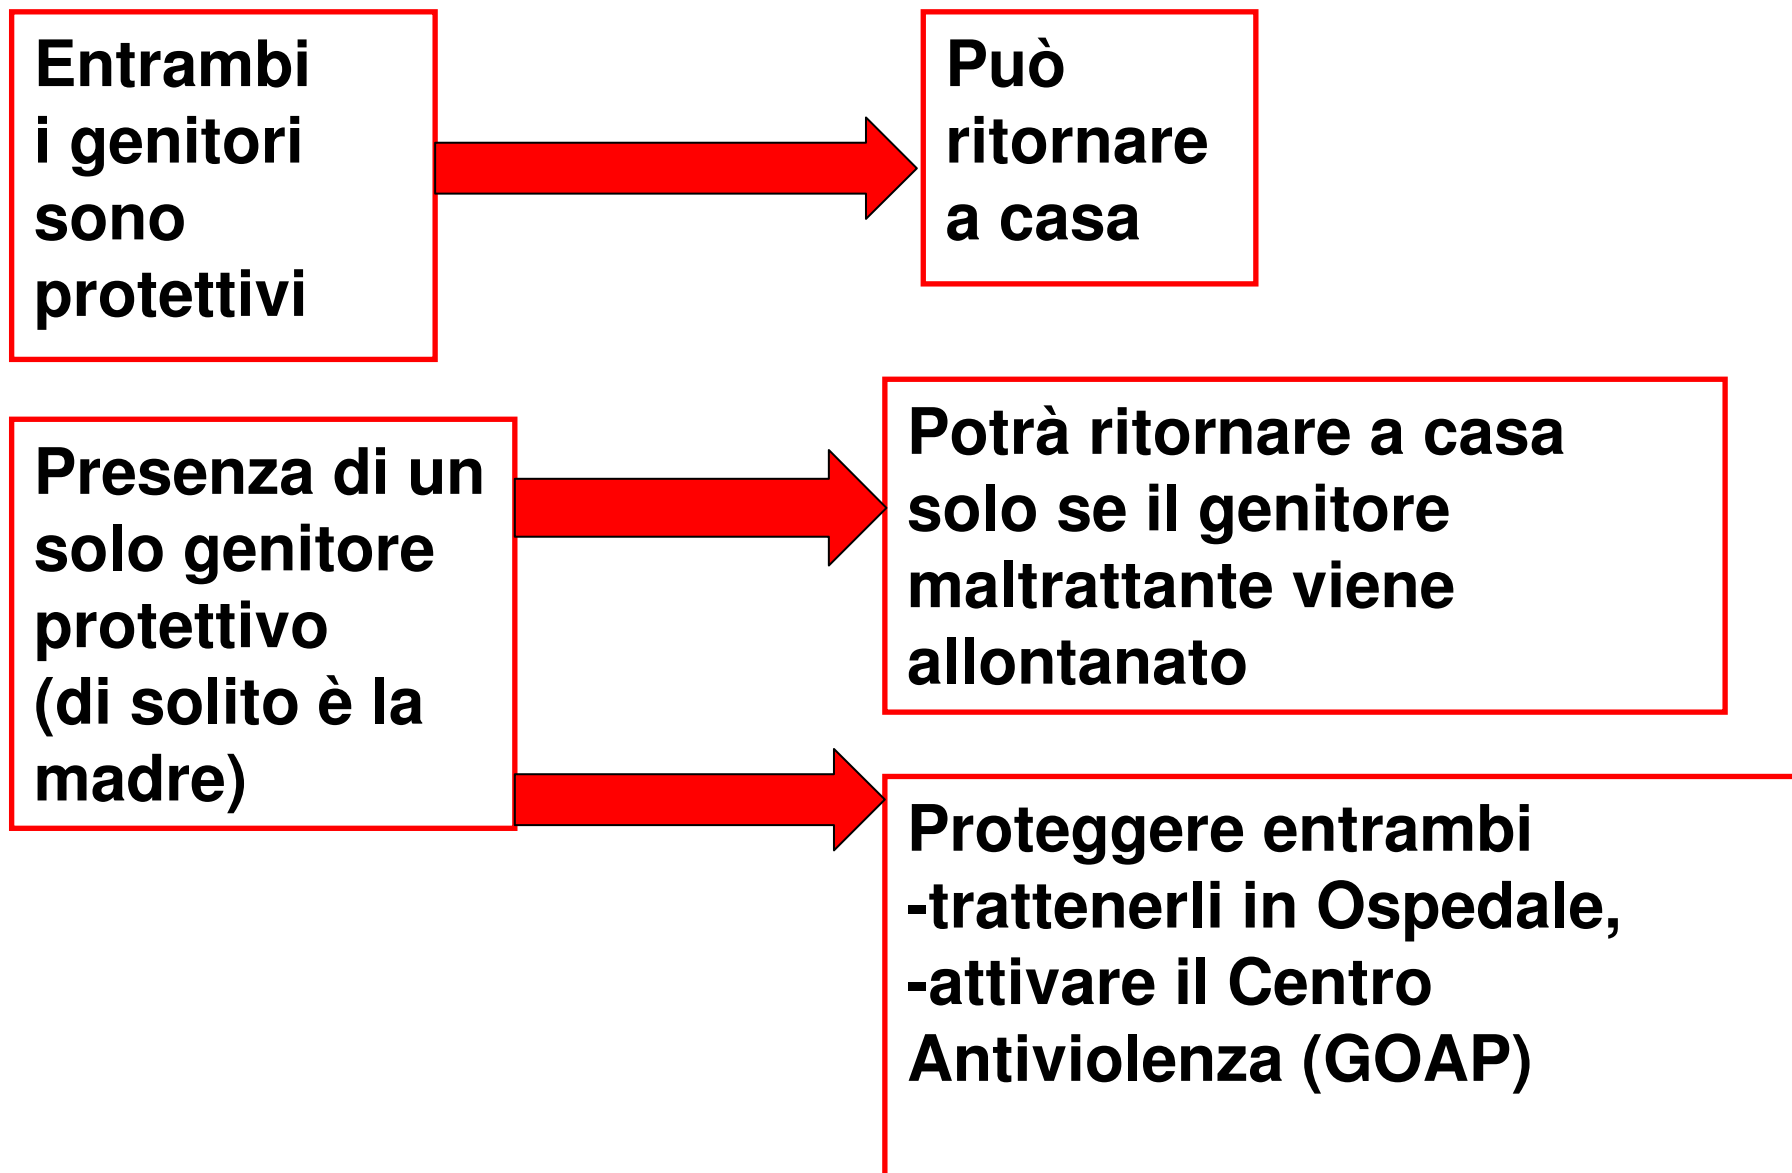 Entrambi
i genitori
sono
protettivi
Può
ritornare
a casa
Presenza di un
solo genitore
protettivo
(di solito è la
madre)
Potrà ritornare a casa
solo se il genitore
maltrattante viene
allontanato
Proteggere entrambi
-trattenerli in Ospedale,
-attivare il Centro
Antiviolenza (GOAP)